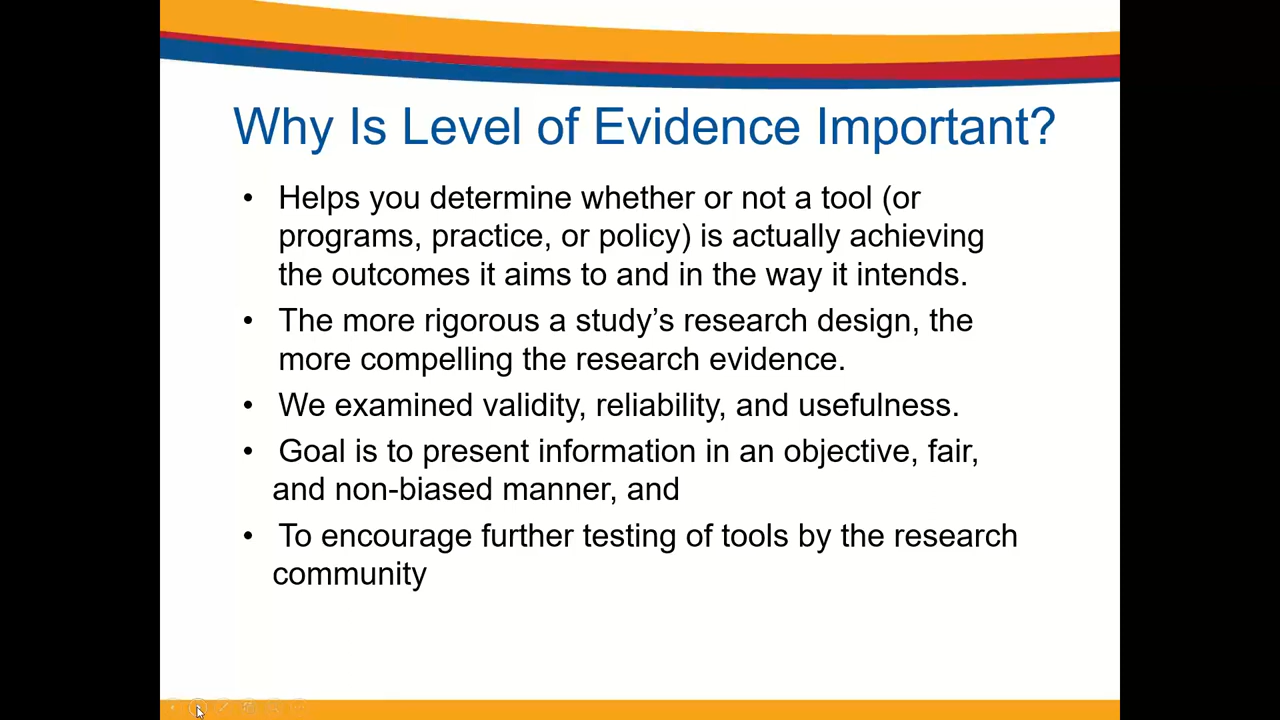 Why Is Level of Evidence Important?
• Helps you determine whether or not a tool (or
programs, practice, or policy) is actually achieving
the outcomes it aims to and in the way it intends.
• The more rigorous a study’s research design, the
more compelling the research evidence.
• We examined validity, reliability, and usefulness.
• Goal is to present information in an objective, fair,
and non-biased manner, and
• To encourage further testing of tools by the research
community